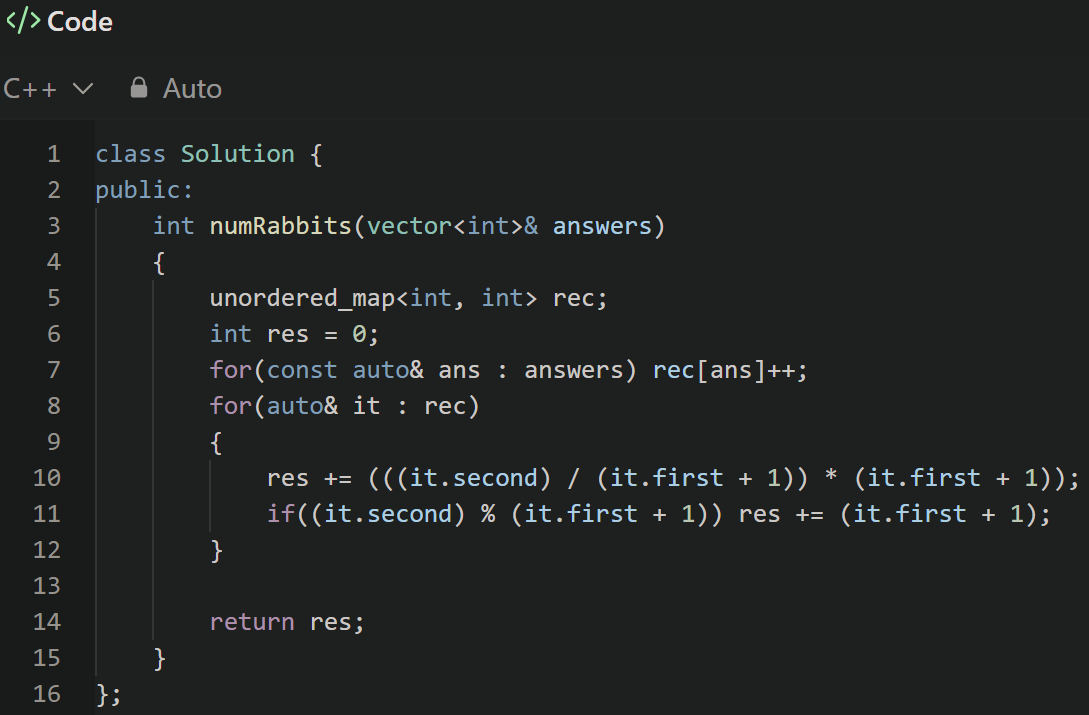 </> Code
C++ Auto
1 class Solution {
2 public:
3     int numRabbits(vector<int>& answers)
4     {
5         unordered_map<int, int> rec;
6         int res = 0;
7         for(const auto& ans : answers) rec[ans]++;
8         for(auto& it : rec)
9         {
10             res += (((it.second) / (it.first + 1)) * (it.first + 1));
11             if((it.second) % (it.first + 1)) res += (it.first + 1);
12         }
13
14         return res;
15     }
16 };